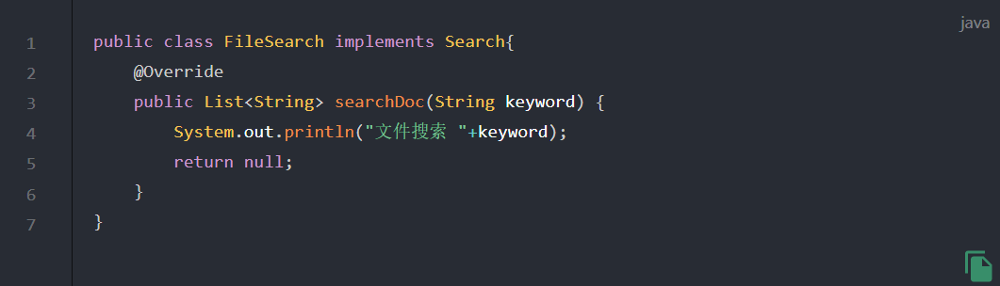 java
1 public class FileSearch implements Search{
2     @Override
3     public List<String> searchDoc(String keyword) {
4         System.out.println("文件搜索 "+keyword);
5         return null;
6     }
7 }